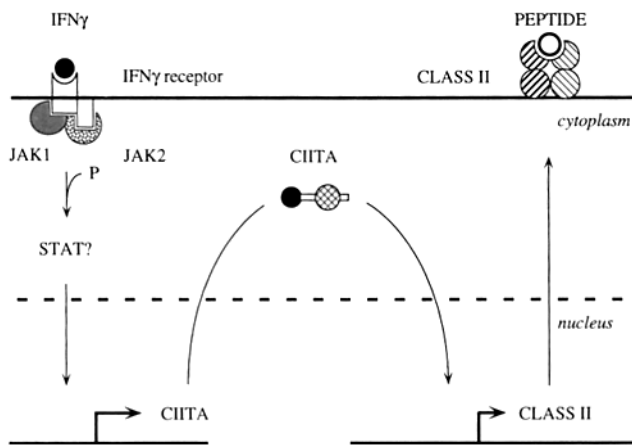 IFNγ
PEPTIDE
IFNγ receptor
CLASS II
cytoplasm
JAK1
JAK2
CIITA
P
STAT?
nucleus
CIITA
CLASS II